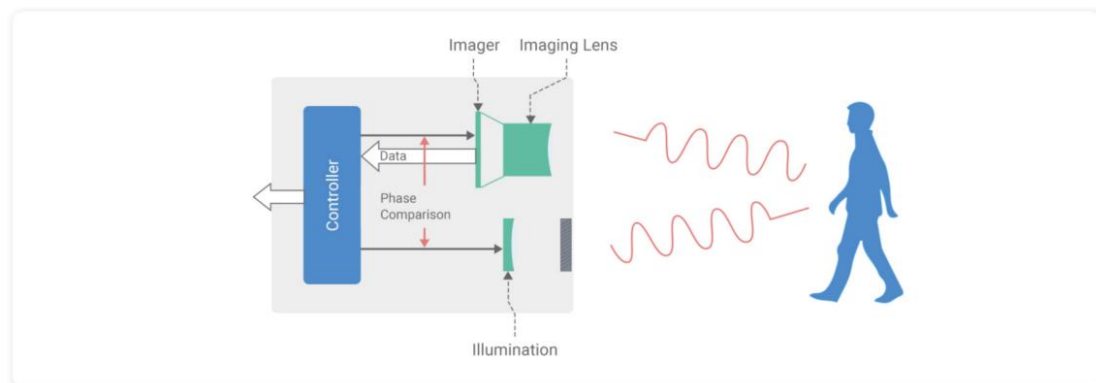 Imager
Imaging Lens
Controller
Data
Phase
Comparison
Illumination